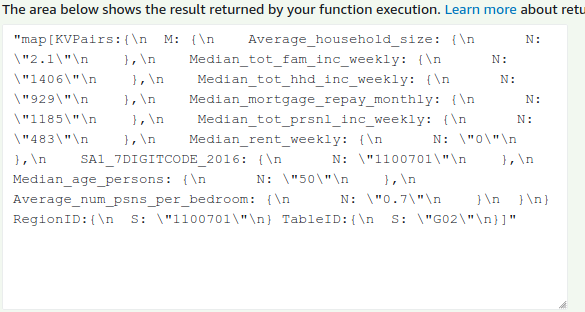 The area below shows the result returned by your function execution. Learn more about retu
"map[KVPairs:{\n  M: {\n    Average_household_size: {\n      N:
\"2.1\"\n    },\n    Median_tot_fam_inc_weekly: {\n      N:
\"1406\"\n    },\n    Median_tot_hhd_inc_weekly: {\n      N:
\"929\"\n    },\n    Median_mortgage_repay_monthly: {\n      N:
\"1185\"\n    },\n    Median_tot_prsnl_inc_weekly: {\n      N:
\"483\"\n    },\n    Median_rent_weekly: {\n      N: \"0\"\n
},\n    SA1_7DIGITCODE_2016: {\n      N: \"1100701\"\n    },\n
Median_age_persons: {\n      N: \"50\"\n    },\n
Average_num_psns_per_bedroom: {\n      N: \"0.7\"\n    }\n  }\n}
RegionID:{\n  S: \"1100701\"\n} TableID:{\n  S: \"G02\"\n}]"